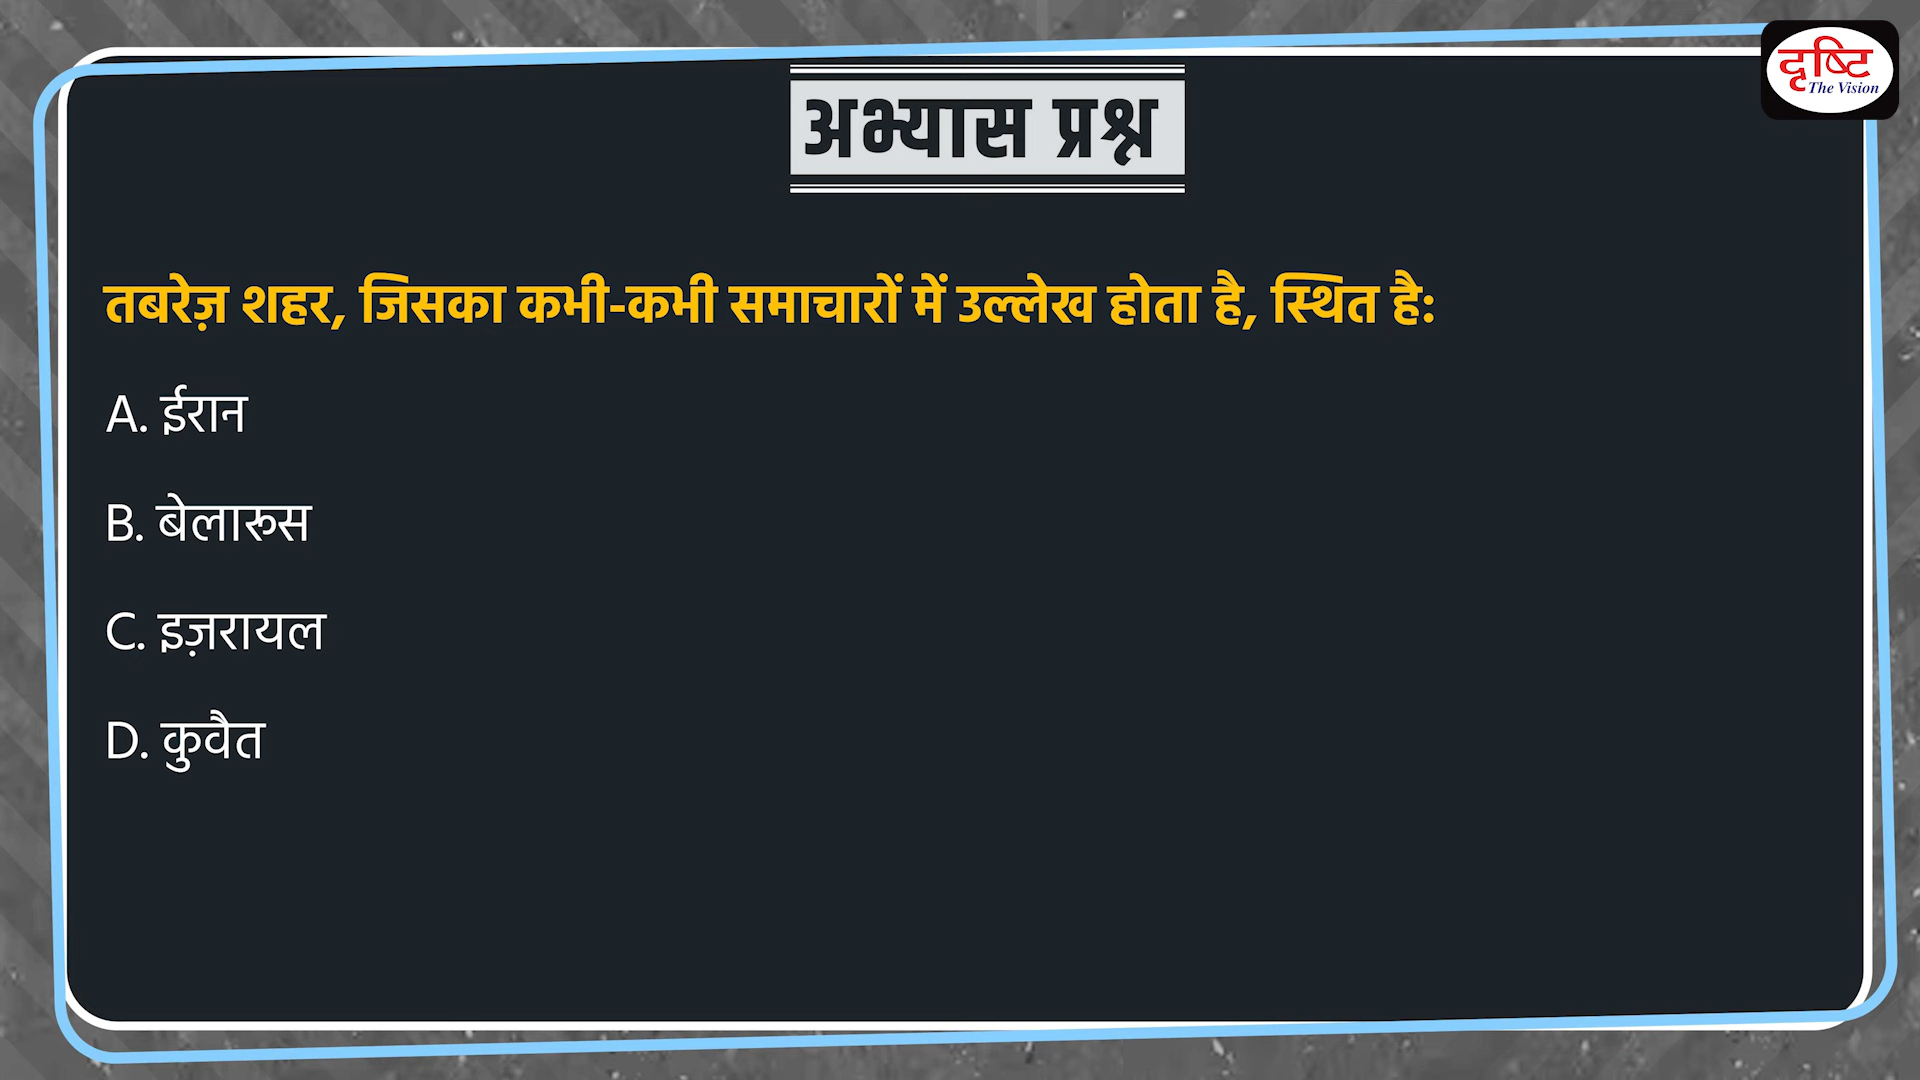 दृष्टि
The Vision
अभ्यास प्रश्न
तबरेज़ शहर, जिसका कभी-कभी समाचारों में उल्लेख होता है, स्थित है:
A. ईरान
B. बेलारूस
C. इज़रायल
D. कुवैत